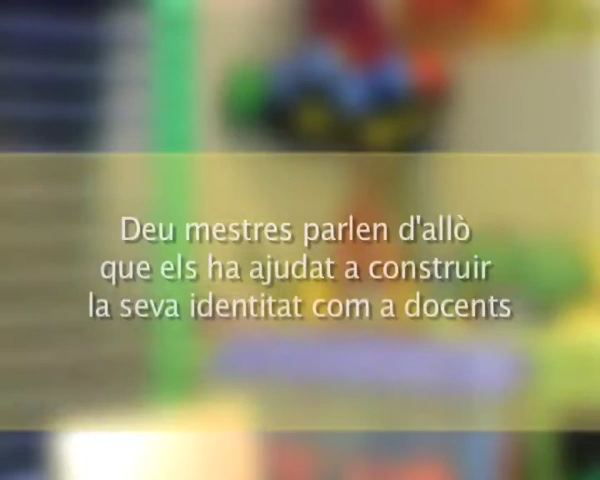 Deu mestres parlen d'allò
que els ha ajudat a construir
la seva identitat com a docents